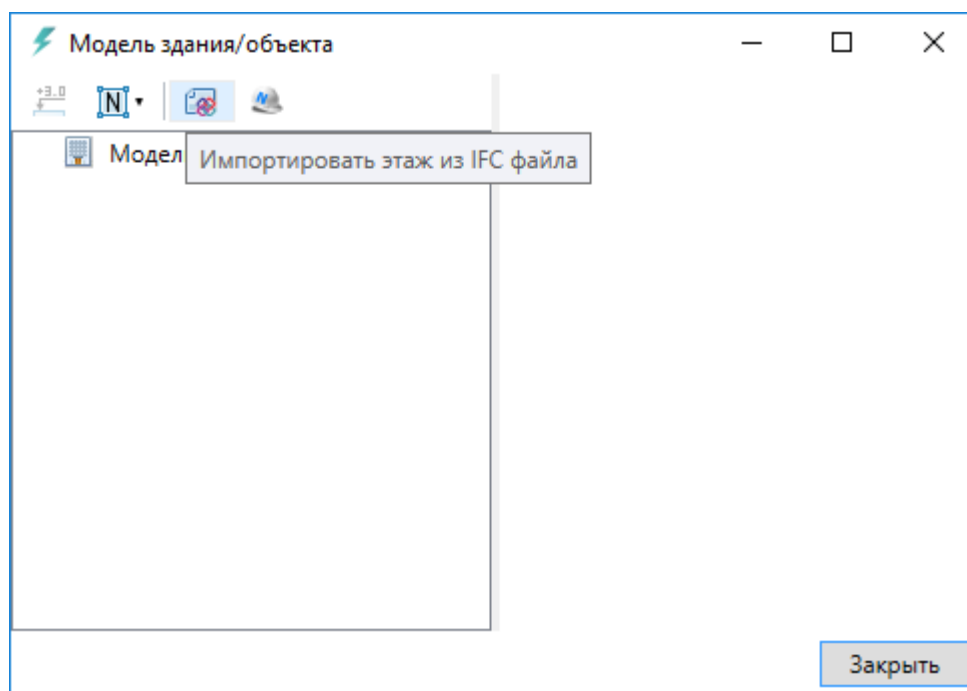 Модель здания/объекта
+3.0
N
Модел
Импортировать этаж из IFC файла
Закрыть